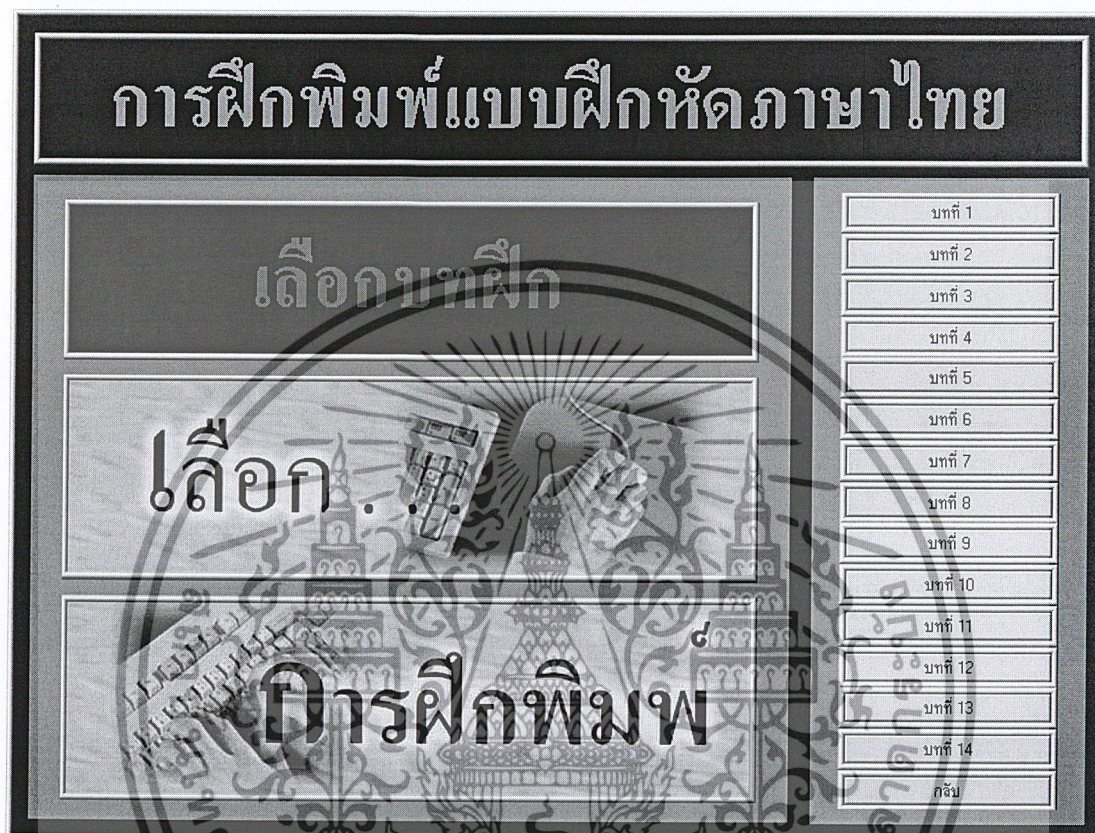 การฝึกพิมพ์แบบฝึกหัดภาษาไทย
เลือกบทฝึก
เลือก . . .
การฝึกพิมพ์
บทที่ 1
บทที่ 2
บทที่ 3
บทที่ 4
บทที่ 5
บทที่ 6
บทที่ 7
บทที่ 8
บทที่ 9
บทที่ 10
บทที่ 11
บทที่ 12
บทที่ 13
บทที่ 14
กลับ